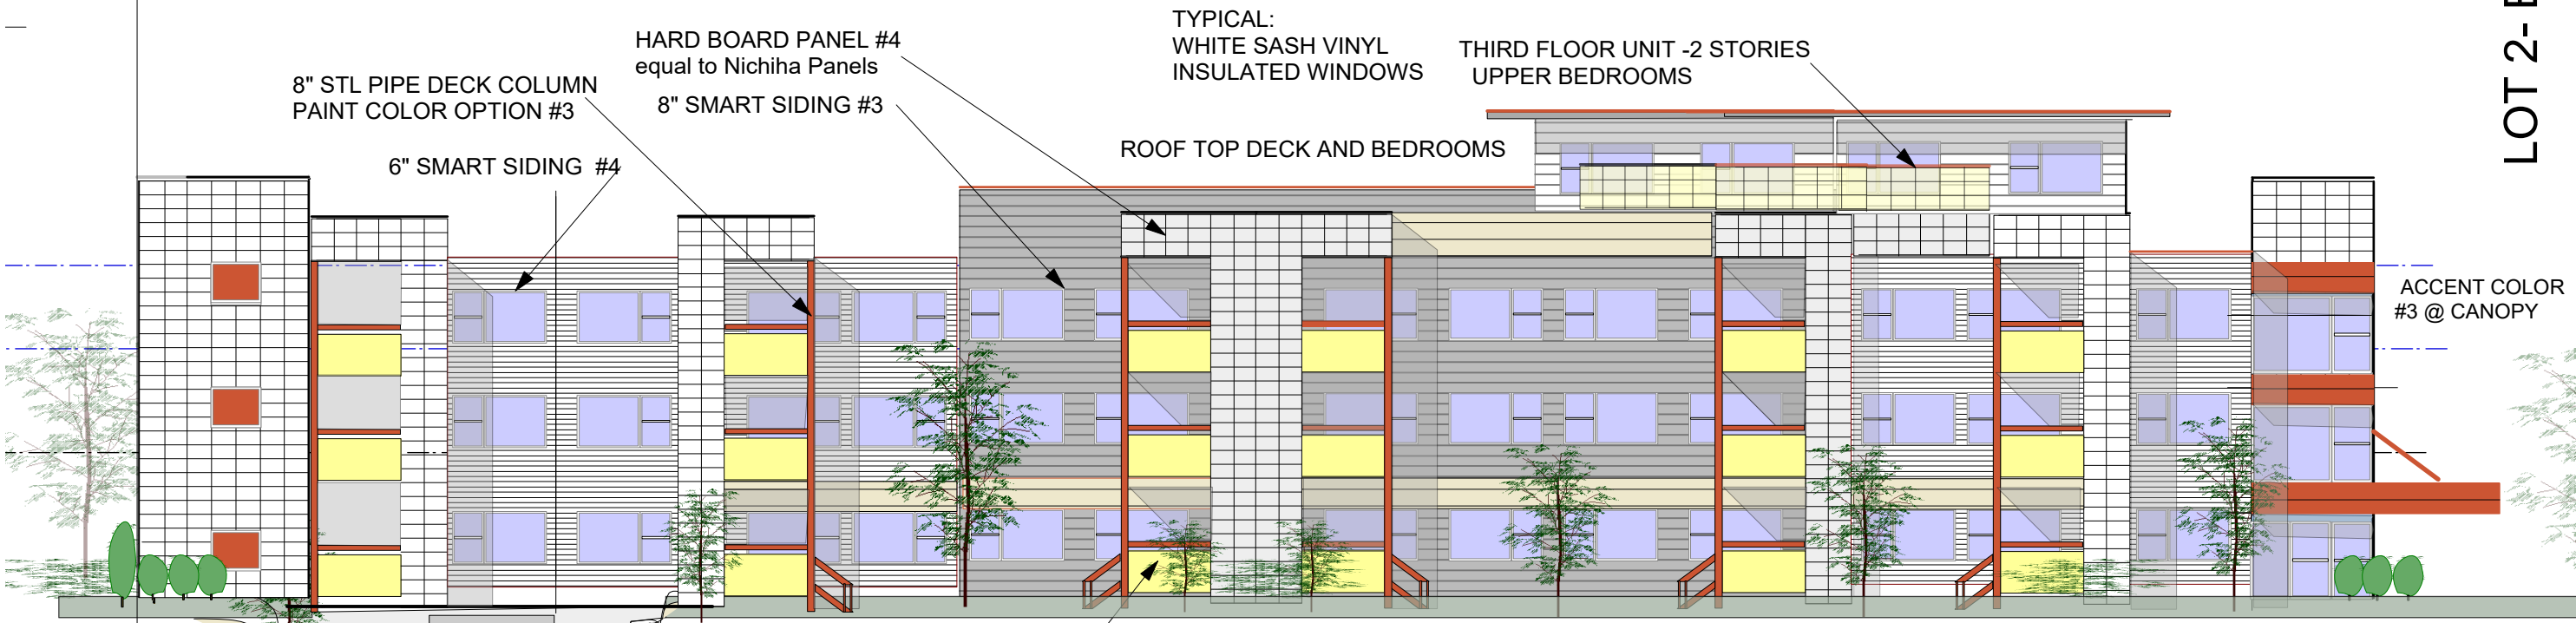 TYPICAL:
WHITE SASH VINYL
INSULATED WINDOWS
HARD BOARD PANEL #4
equal to Nichiha Panels
THIRD FLOOR UNIT -2 STORIES
UPPER BEDROOMS
8" STL PIPE DECK COLUMN
PAINT COLOR OPTION #3
8" SMART SIDING #3
6" SMART SIDING #4
ROOF TOP DECK AND BEDROOMS
ACCENT COLOR
#3 @ CANOPY
LOT 2-